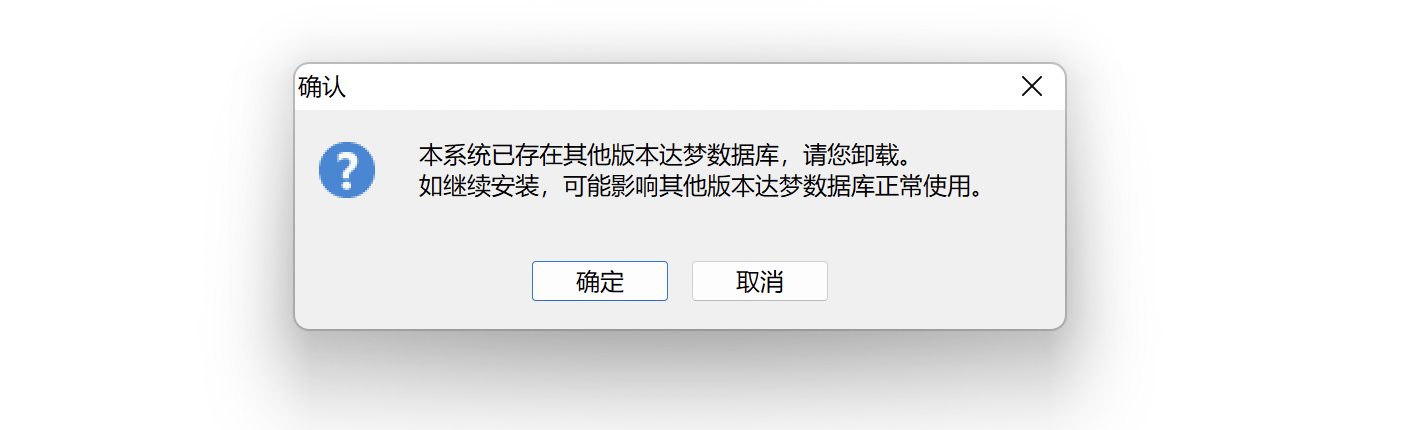 确认
本系统已存在其他版本达梦数据库，请您卸载。
如继续安装，可能影响其他版本达梦数据库正常使用。
确定
取消